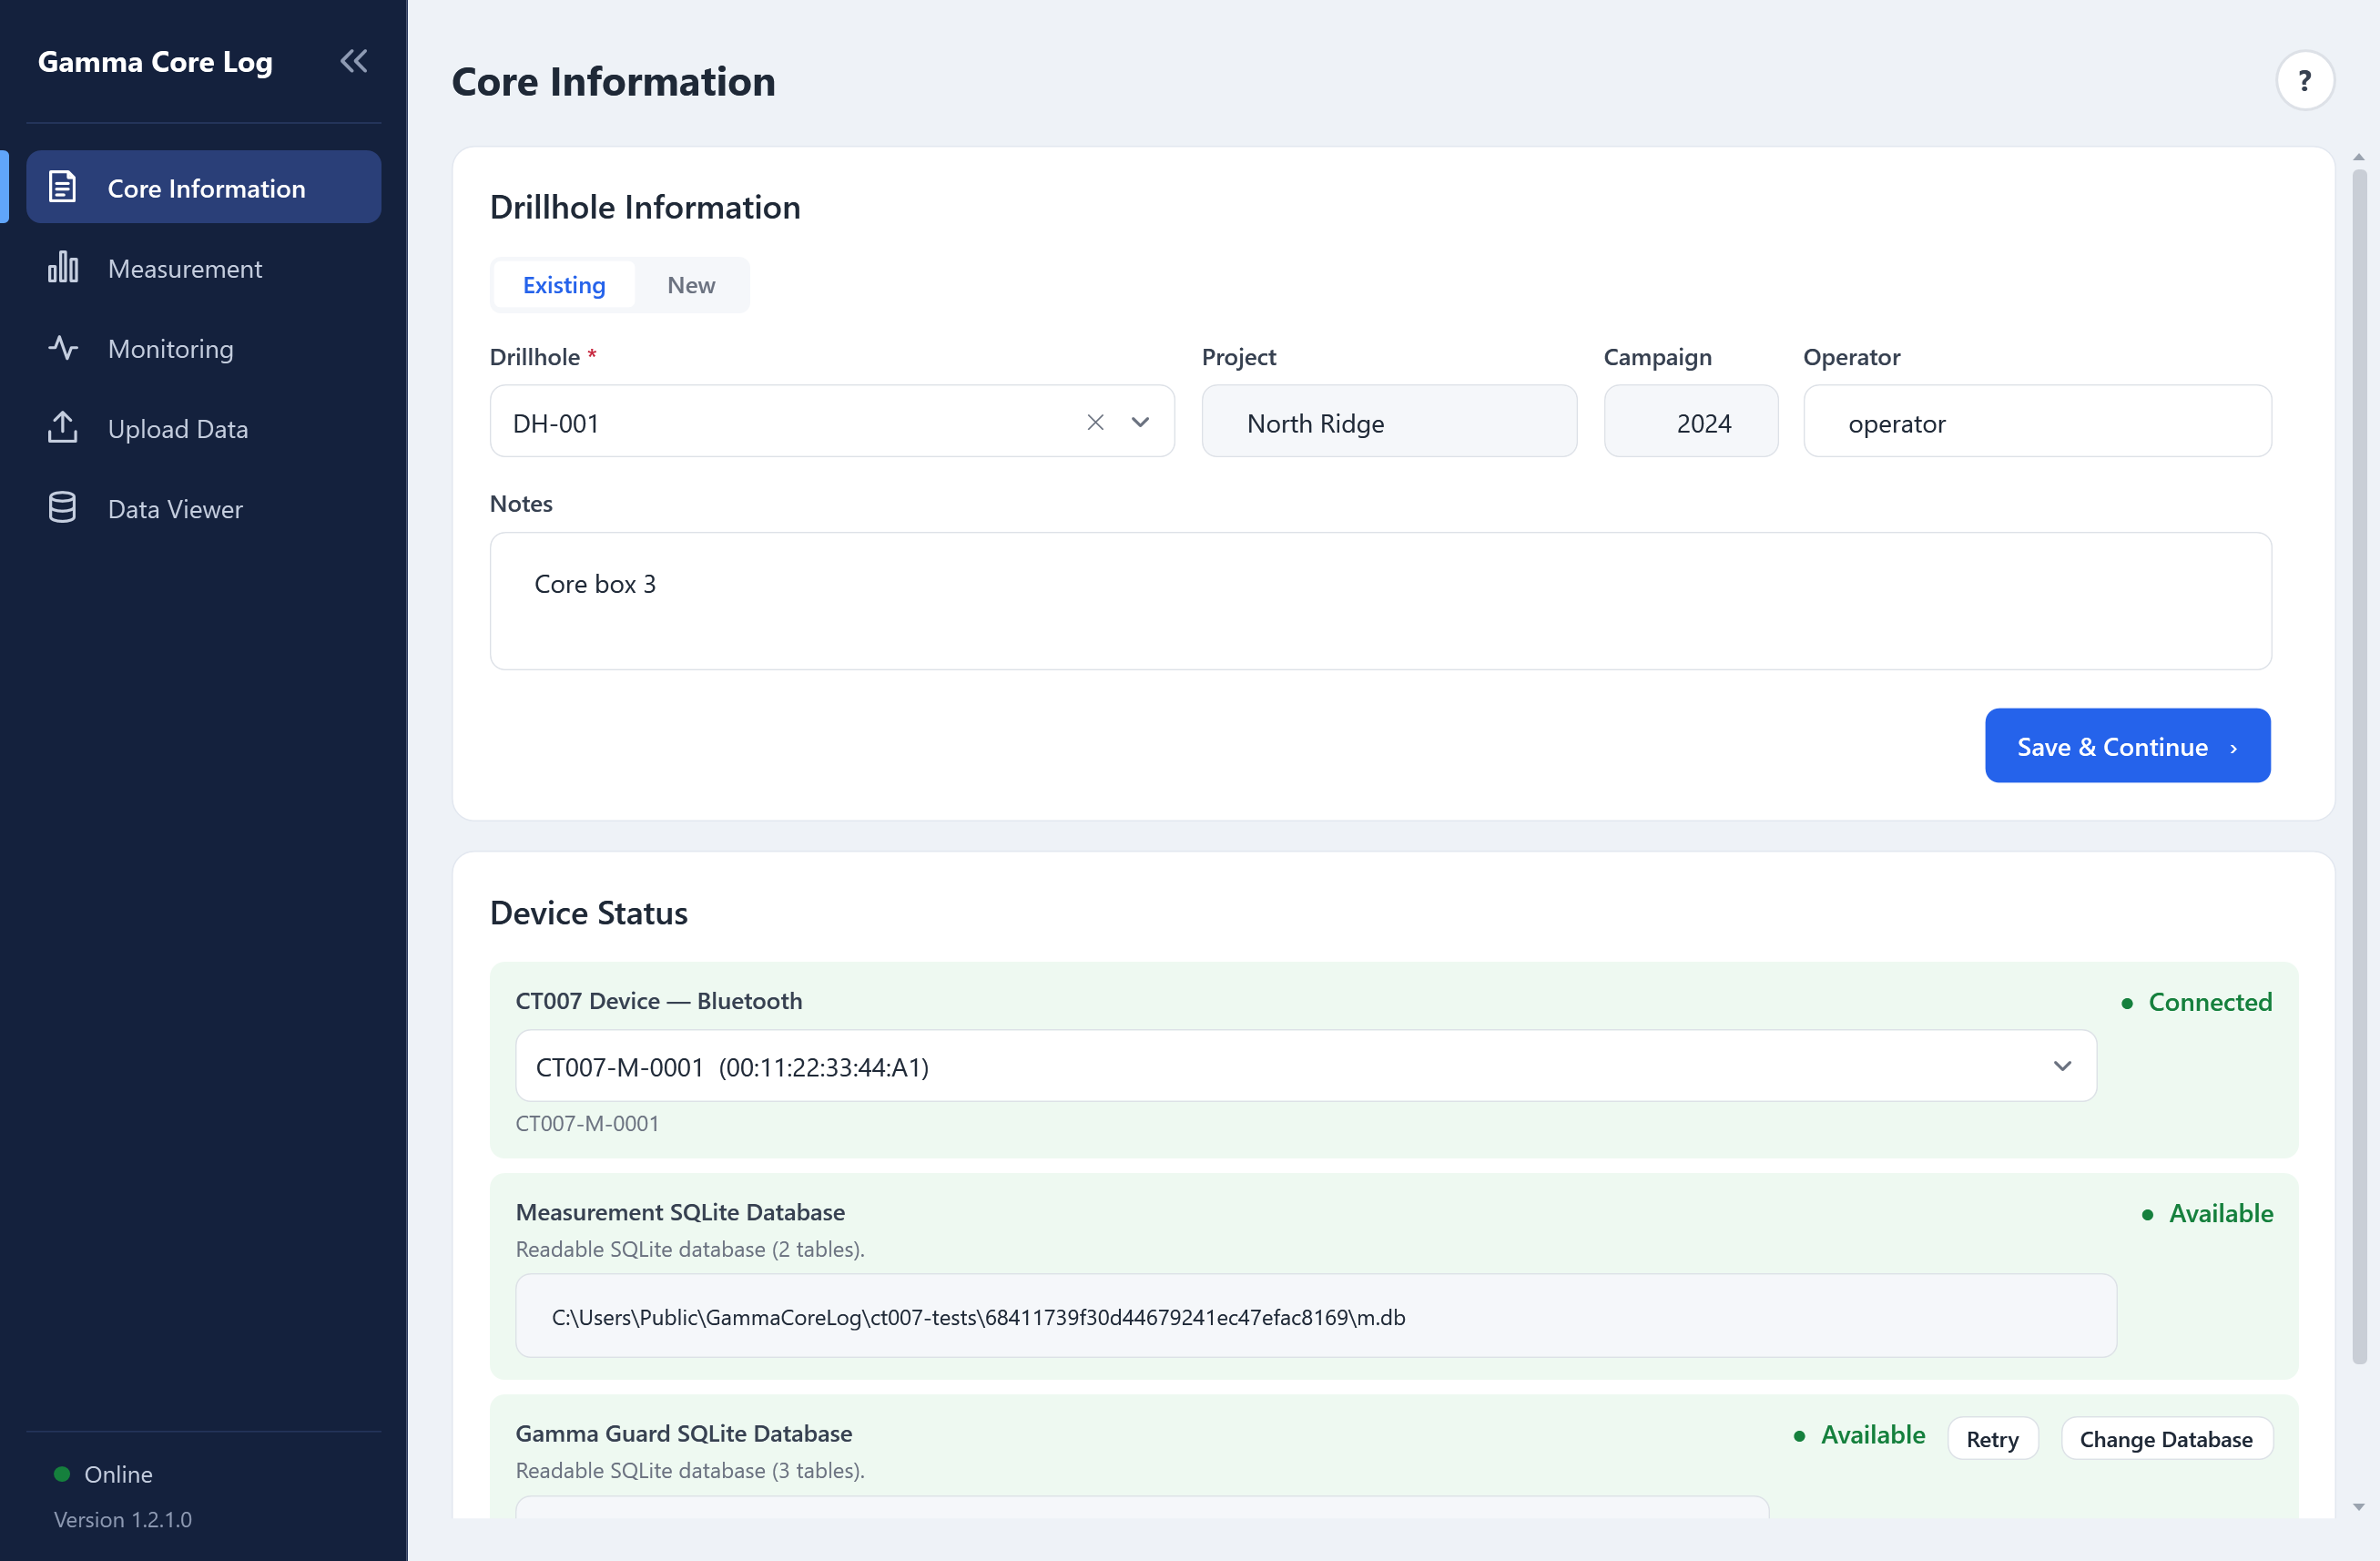 Gamma Core Log
Core Information
Measurement
Monitoring
Upload Data
Data Viewer
Online
Version 1.2.1.0
Core Information
?
Drillhole Information
Existing New
Drillhole * Project Campaign Operator
DH-001 North Ridge 2024 operator
Notes
Core box 3
Save & Continue ›
Device Status
CT007 Device — Bluetooth Connected
CT007-M-0001 (00:11:22:33:44:A1)
CT007-M-0001
Measurement SQLite Database Available
Readable SQLite database (2 tables).
C:\Users\Public\GammaCoreLog\ct007-tests\68411739f30d44679241ec47efac8169\m.db
Gamma Guard SQLite Database Available Retry Change Database
Readable SQLite database (3 tables).